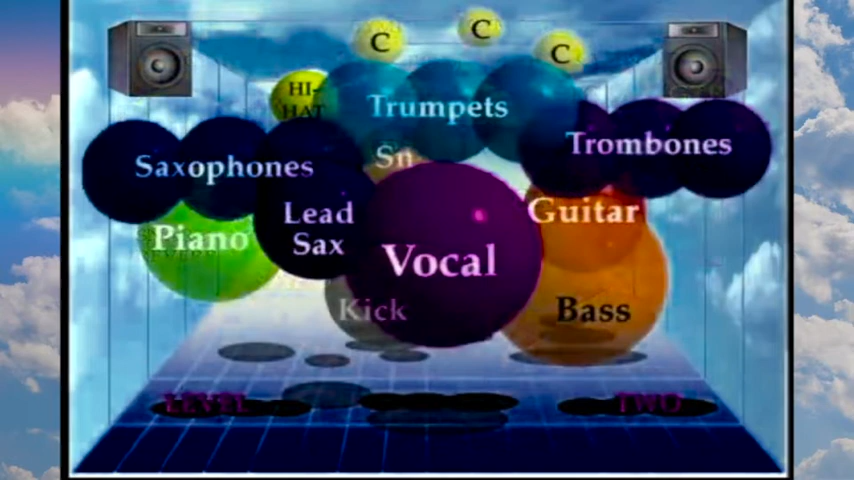 C
C
C
HI-
HAT
Trumpets
Trombones
Sn
Saxophones
Lead
Sax
Guitar
Piano
Vocal
Kick
Bass
LEVEL
TWO